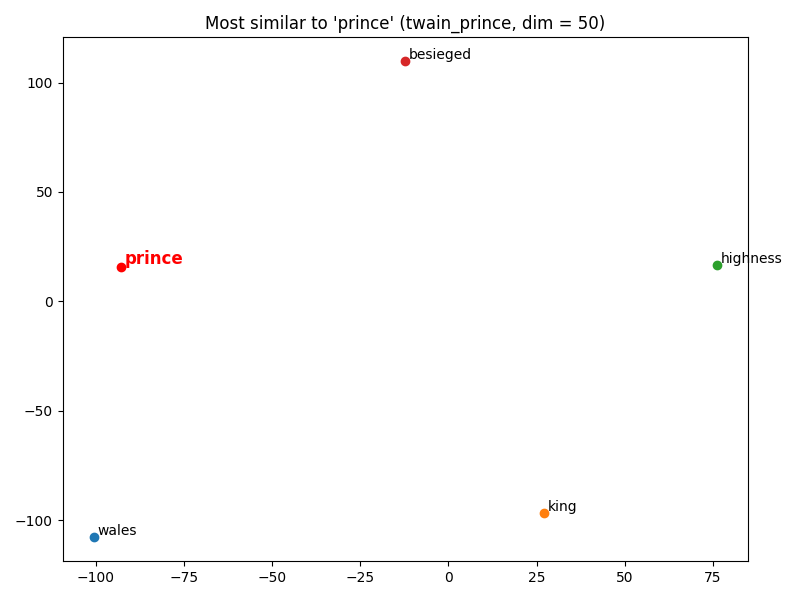 Most similar to 'prince' (twain_prince, dim = 50)
besieged
100
50
prince
highness
0
−50
king
−100
wales
−100
−75
−50
−25
0
25
50
75